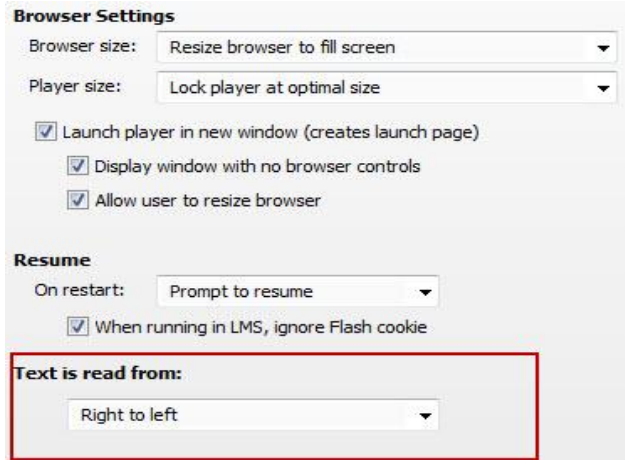 Browser Settings
Browser size: Resize browser to fill screen
Player size: Lock player at optimal size
Launch player in new window (creates launch page)
Display window with no browser controls
Allow user to resize browser
Resume
On restart: Prompt to resume
When running in LMS, ignore Flash cookie
Text is read from:
Right to left